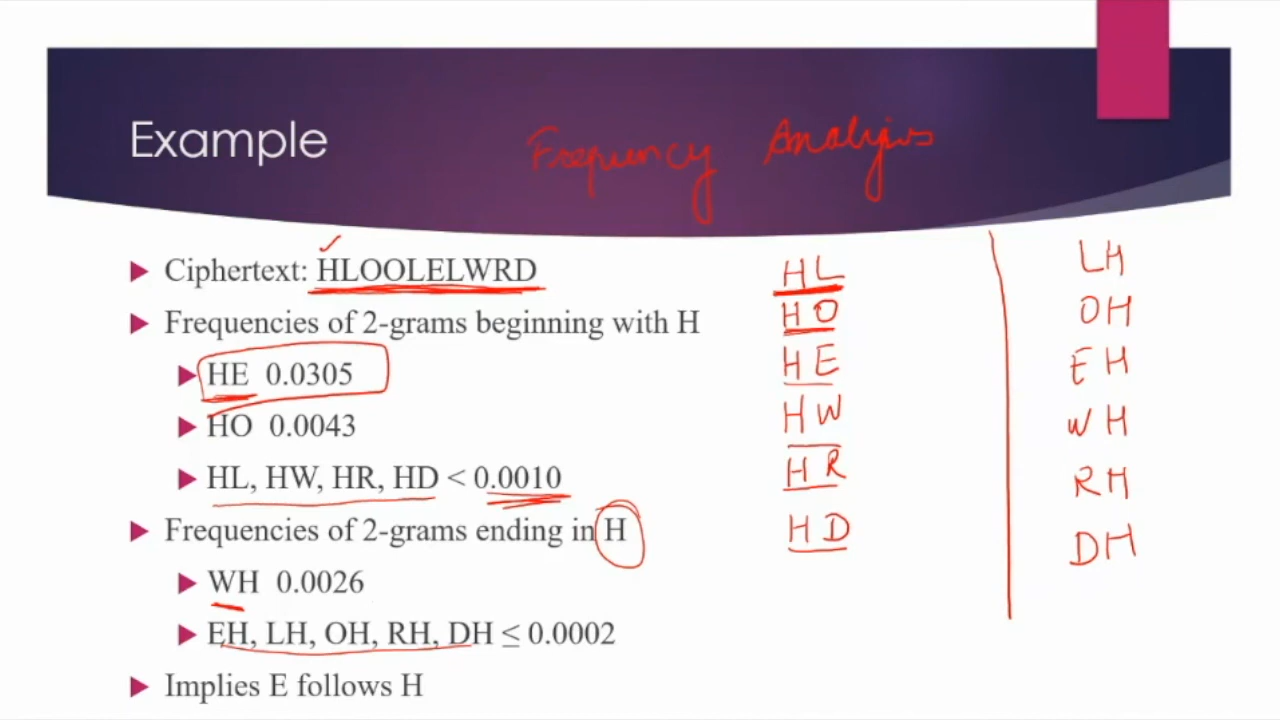 Example
Frequency Analysis
Ciphertext: HLOOLELWRD
Frequencies of 2-grams beginning with H
HE 0.0305
HO 0.0043
HL, HW, HR, HD < 0.0010
Frequencies of 2-grams ending in H
WH 0.0026
EH, LH, OH, RH, DH ≤ 0.0002
Implies E follows H
HL
HO
HE
HW
HR
HD
LH
OH
EH
WH
RH
DH